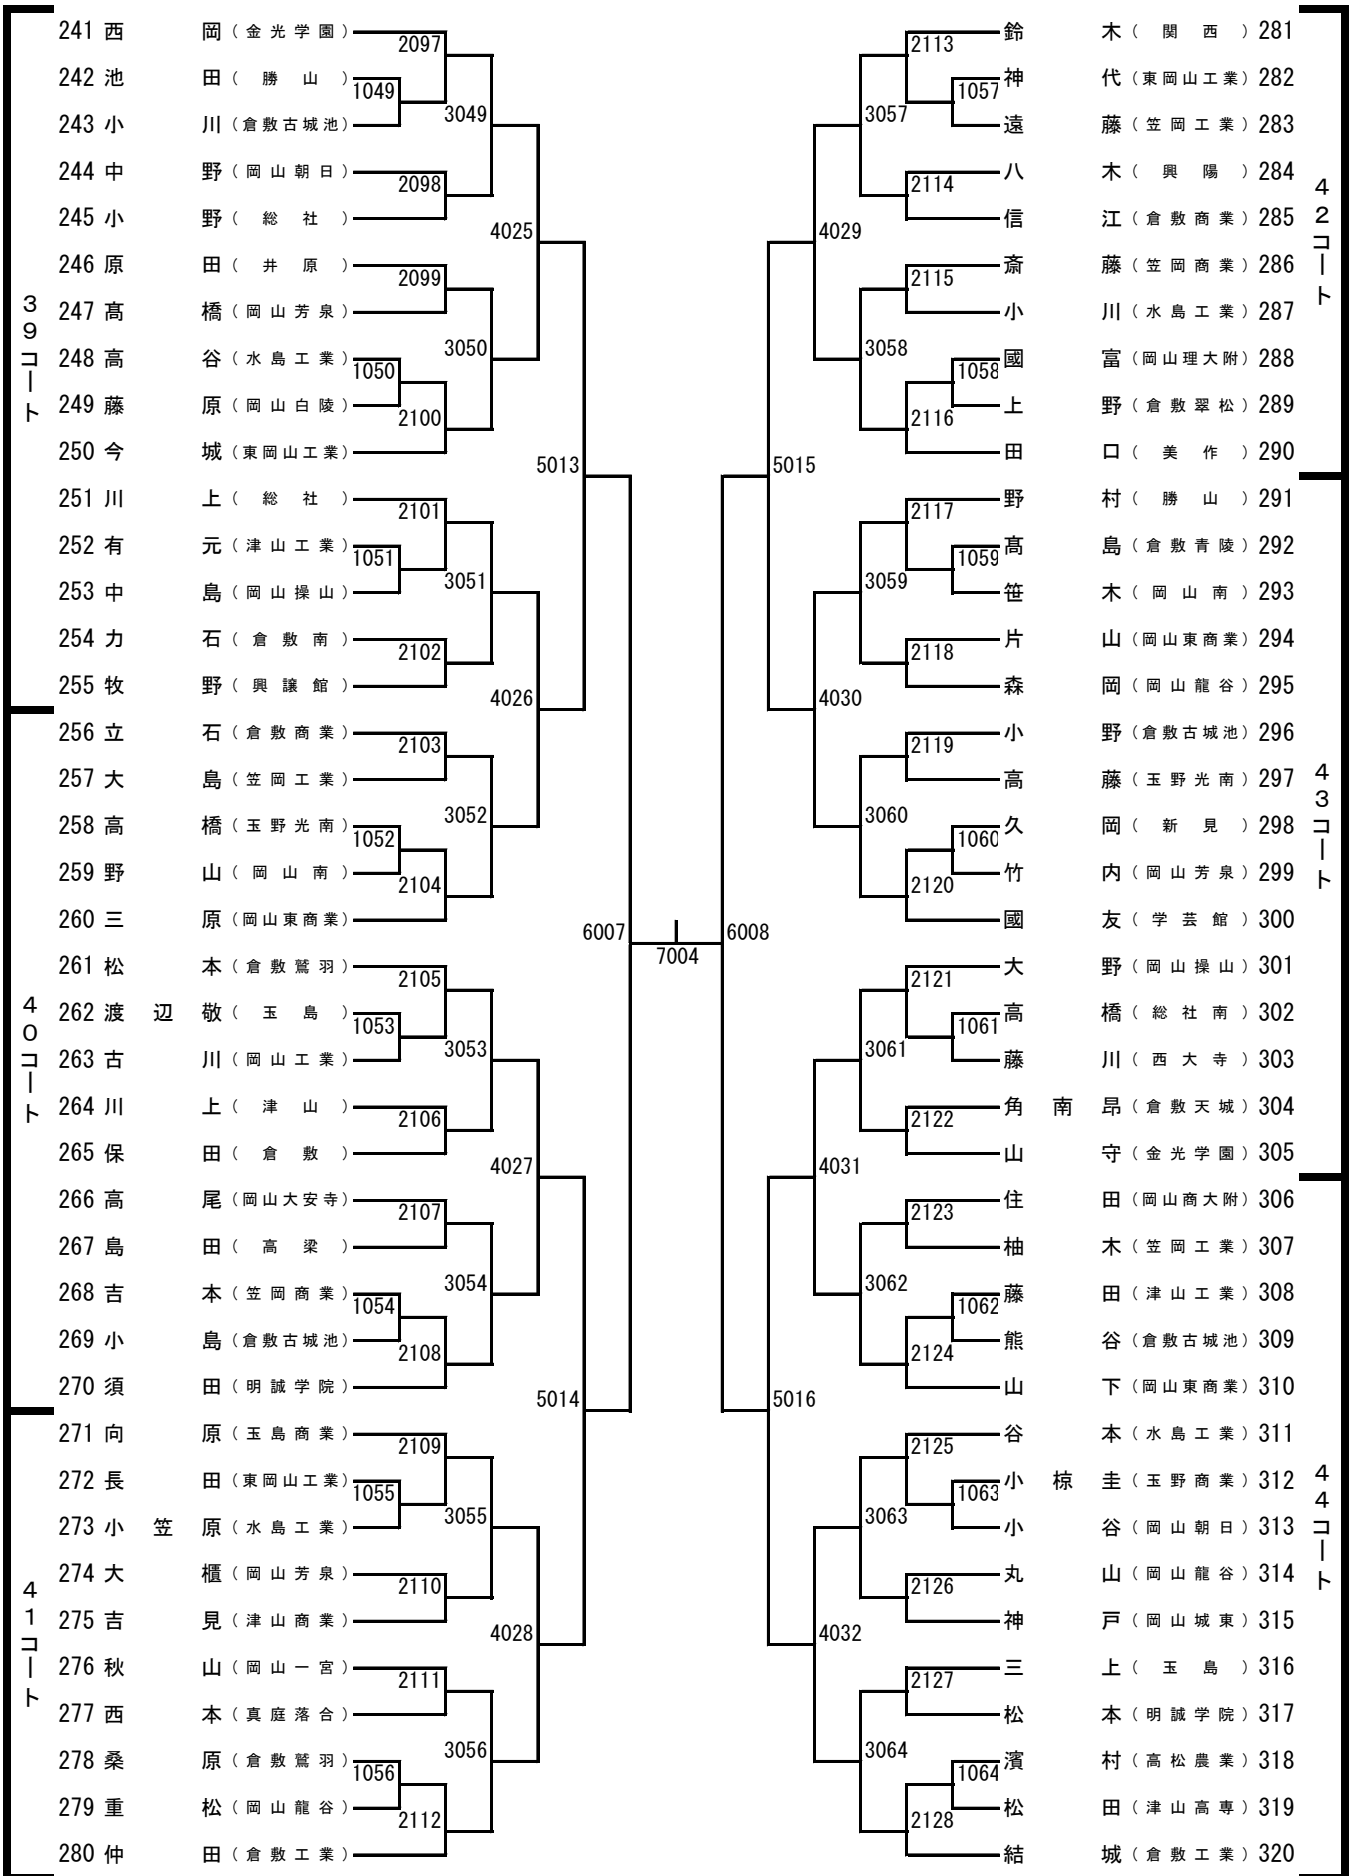 39コート
241 西岡 (金光学園)
242 池田 (勝山)
243 小川 (倉敷古城池)
244 中野 (岡山朝日)
245 小野 (総社)
246 原田 (井原)
247 髙橋 (岡山芳泉)
248 高谷 (水島工業)
249 藤原 (岡山白陵)
250 今城 (東岡山工業)
251 川上 (総社)
252 有元 (津山工業)
253 中島 (岡山操山)
254 力石 (倉敷南)
255 牧野 (興譲館)
40コート
256 立石 (倉敷商業)
257 大島 (笠岡工業)
258 高橋 (玉野光南)
259 野山 (岡山南)
260 三原 (岡山東商業)
261 松本 (倉敷鷲羽)
262 渡辺敬 (玉島)
263 古川 (岡山工業)
264 川上 (津山)
265 保田 (倉敷)
266 高尾 (岡山大安寺)
267 島田 (高梁)
268 吉本 (笠岡商業)
269 小島 (倉敷古城池)
270 須田 (明誠学院)
41コート
271 向原 (玉島商業)
272 長田 (東岡山工業)
273 小笠原 (水島工業)
274 大櫃 (岡山芳泉)
275 吉見 (津山商業)
276 秋山 (岡山一宮)
277 西本 (真庭落合)
278 桑原 (倉敷鷲羽)
279 重松 (岡山龍谷)
280 仲田 (倉敷工業)
1049
1050
1051
1052
1053
1054
1055
1056
2097
2098
2099
2100
2101
2102
2103
2104
2105
2106
2107
2108
2109
2110
2111
2112
3049
3050
3051
3052
3053
3054
3055
3056
4025
4026
4027
4028
5013
5014
6007
7004
6008
5015
5016
4029
4030
4031
4032
3057
3058
3059
3060
3061
3062
3063
3064
2113
2114
2115
2116
2117
2118
2119
2120
2121
2122
2123
2124
2125
2126
2127
2128
1057
1058
1059
1060
1061
1062
1063
1064
鈴木 (関西) 281
神代 (東岡山工業) 282
遠藤 (笠岡工業) 283
八木 (興陽) 284
信江 (倉敷商業) 285
斎藤 (笠岡商業) 286
小川 (水島工業) 287
國富 (岡山理大附) 288
上野 (倉敷翠松) 289
田口 (美作) 290
42コート
野村 (勝山) 291
髙島 (倉敷青陵) 292
笹木 (岡山南) 293
片山 (岡山東商業) 294
森岡 (岡山龍谷) 295
小野 (倉敷古城池) 296
高藤 (玉野光南) 297
久岡 (新見) 298
竹内 (岡山芳泉) 299
國友 (学芸館) 300
大野 (岡山操山) 301
高橋 (総社南) 302
藤川 (西大寺) 303
角南昂 (倉敷天城) 304
山守 (金光学園) 305
43コート
住田 (岡山商大附) 306
柚木 (笠岡工業) 307
藤田 (津山工業) 308
熊谷 (倉敷古城池) 309
山下 (岡山東商業) 310
谷本 (水島工業) 311
小椋圭 (玉野商業) 312
小谷 (岡山朝日) 313
丸山 (岡山龍谷) 314
神戸 (岡山城東) 315
三上 (玉島) 316
松本 (明誠学院) 317
濱村 (高松農業) 318
松田 (津山高専) 319
結城 (倉敷工業) 320
44コート